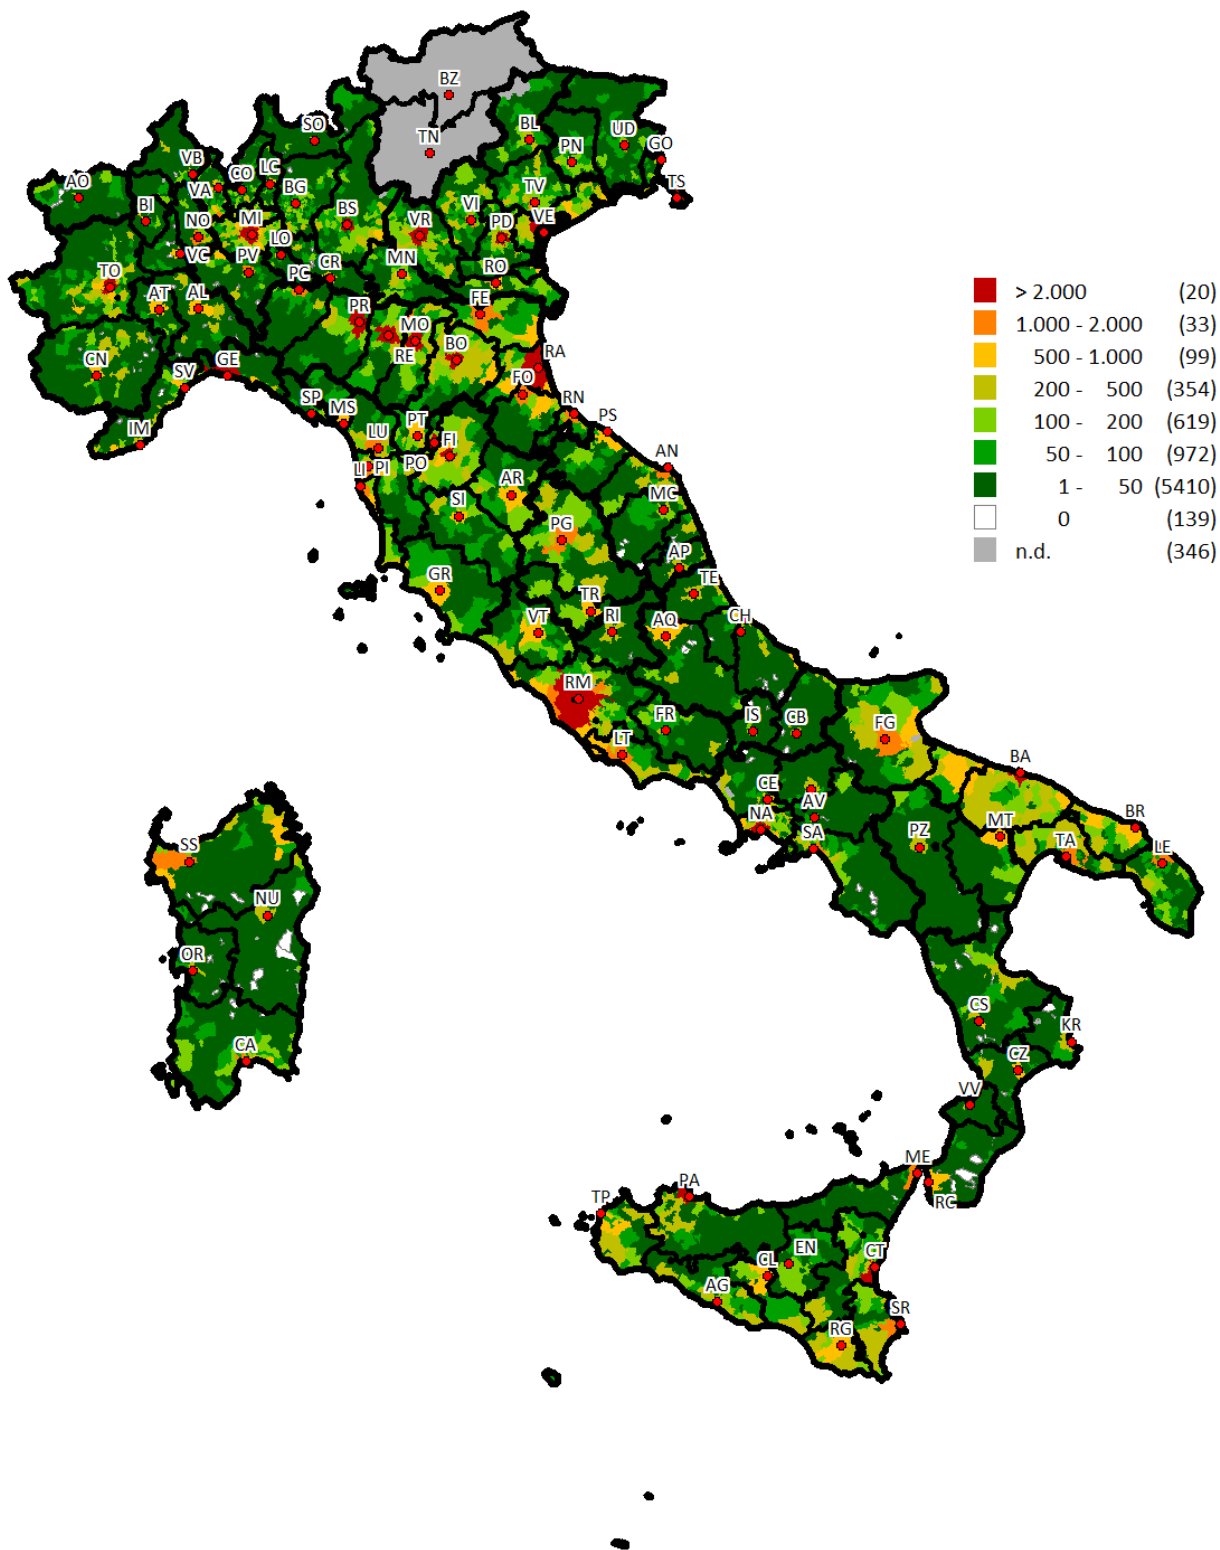 BZ
SO
TN
BL
PN
UD
GO
TS
AO
VB
VA
CO
LC
BG
BI
NO
MI
LO
BS
VR
VI
PD
TV
VE
TO
VC
PV
PC
CR
MN
RO
AT
AL
PR
MO
RE
FE
BO
RA
FO
CN
SV
GE
SP
MS
RN
PS
IM
LU
PT
PO
FI
LI
PI
AN
AR
MC
SI
PG
AP
TE
GR
TR
RI
VT
AQ
CH
RM
FR
LT
IS
CB
FG
BA
CE
AV
NA
SA
PZ
MT
TA
BR
LE
SS
NU
OR
CA
CS
KR
CZ
VV
ME
RC
TP
PA
EN
CL
CT
AG
SR
RG
> 2.000 (20)
1.000 - 2.000 (33)
500 - 1.000 (99)
200 - 500 (354)
100 - 200 (619)
50 - 100 (972)
1 - 50 (5410)
0 (139)
n.d. (346)